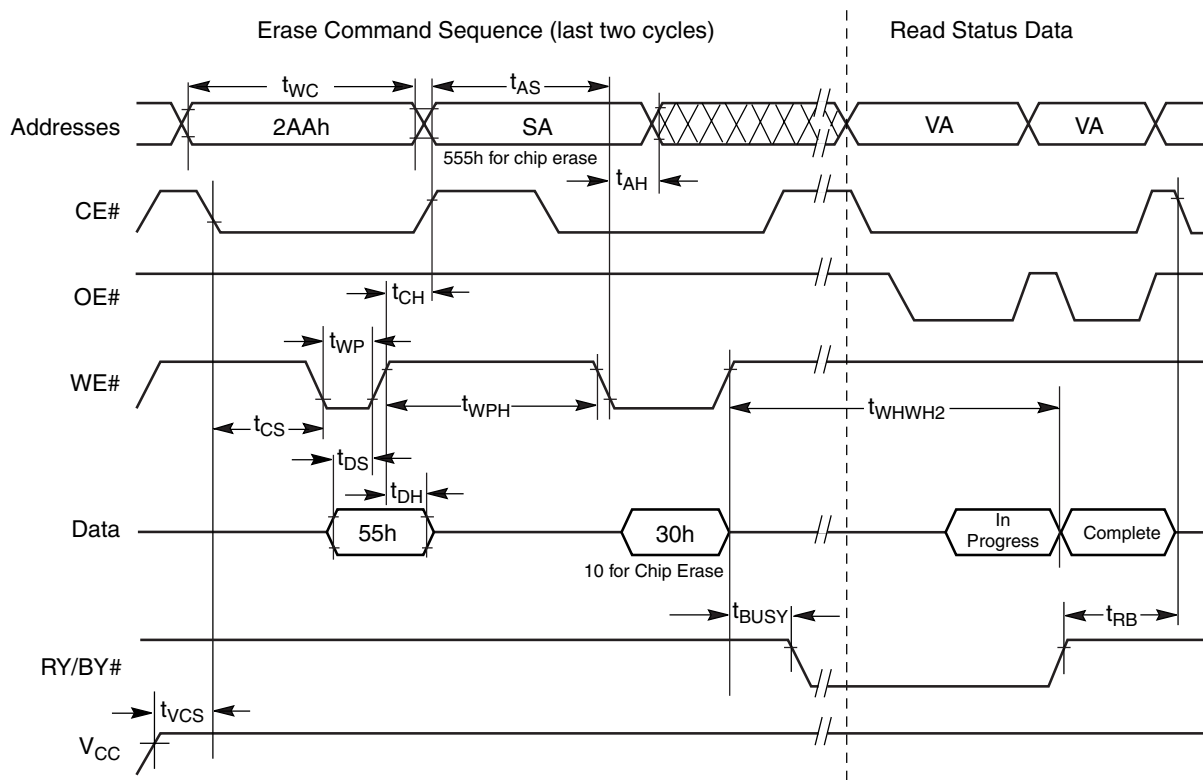 Erase Command Sequence (last two cycles)
Read Status Data
tWC
tAS
Addresses
2AAh
SA
VA
VA
555h for chip erase
tAH
CE#
OE#
tCH
tWP
WE#
tWPH
tWHWH2
tCS
tDS
tDH
Data
55h
30h
In
Progress
Complete
10 for Chip Erase
tBUSY
tRB
RY/BY#
tVCS
VCC